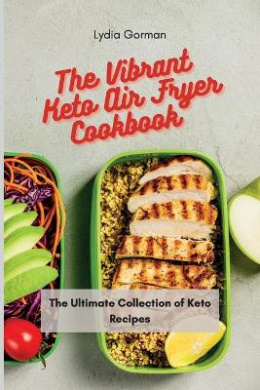 Lydia Gorman
The Vibrant
Keto Air Fryer
Cookbook
The Ultimate Collection of Keto
Recipes